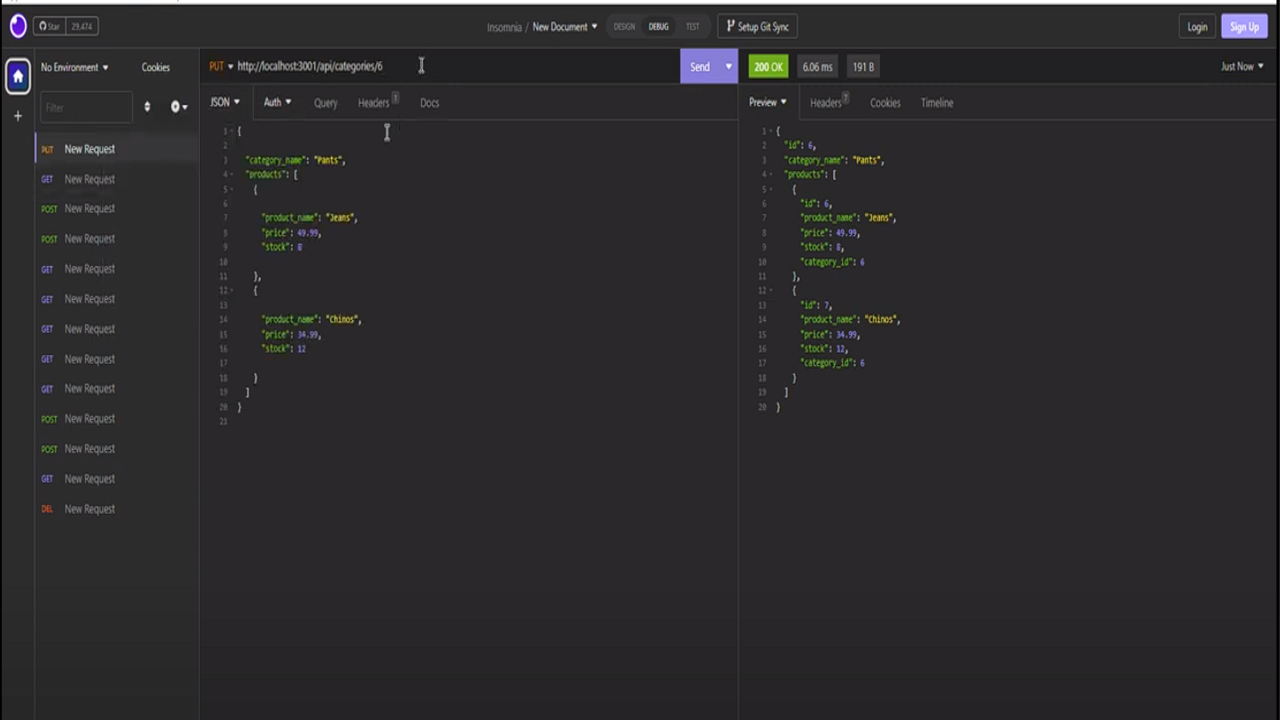 Star 29,474
Insomnia / New Document
DESIGN DEBUG TEST
Setup Git Sync
Login
Sign Up
No Environment
Cookies
Filter
PUT New Request
GET New Request
POST New Request
POST New Request
GET New Request
GET New Request
GET New Request
GET New Request
GET New Request
POST New Request
POST New Request
GET New Request
DEL New Request
PUT http://localhost:3001/api/categories/6
Send
JSON Auth Query Headers 1 Docs
1 {
2
3 "category_name": "Pants",
4 "products": [
5 {
6
7 "product_name": "Jeans",
8 "price": 49.99,
9 "stock": 8
10
11 },
12 {
13
14 "product_name": "Chinos",
15 "price": 34.99,
16 "stock": 12
17
18 }
19 ]
20 }
21
200 OK 6.06 ms 191 B
Just Now
Preview Headers 7 Cookies Timeline
1 {
2 "id": 6,
3 "category_name": "Pants",
4 "products": [
5 {
6 "id": 6,
7 "product_name": "Jeans",
8 "price": 49.99,
9 "stock": 8,
10 "category_id": 6
11 },
12 {
13 "id": 7,
14 "product_name": "Chinos",
15 "price": 34.99,
16 "stock": 12,
17 "category_id": 6
18 }
19 ]
20 }